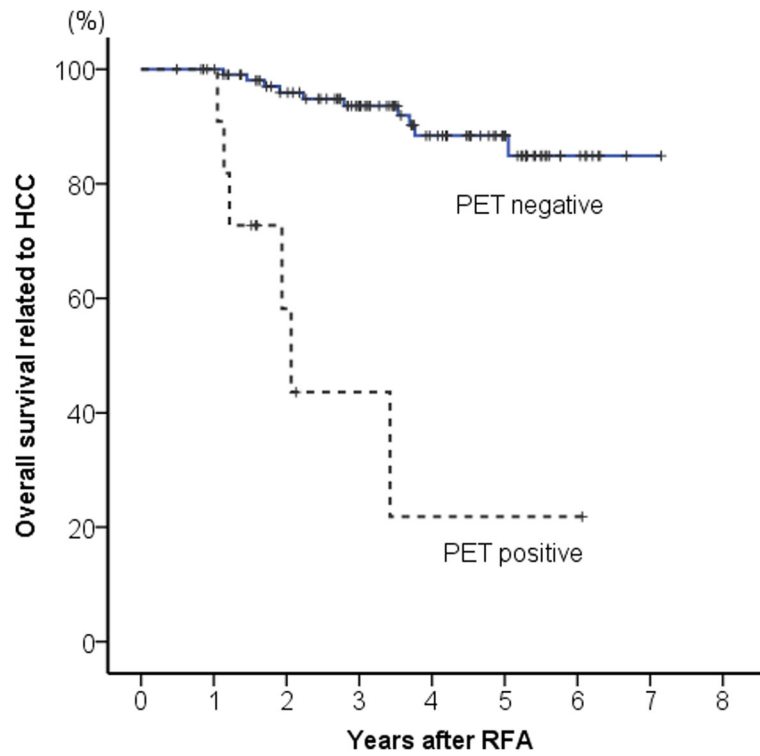 (%)
100
80
60
40
20
0
Overall survival related to HCC
PET negative
PET positive
0 1 2 3 4 5 6 7 8
Years after RFA